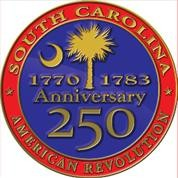 SOUTH CAROLINA
1770 1783
Anniversary
250
AMERICAN REVOLUTION